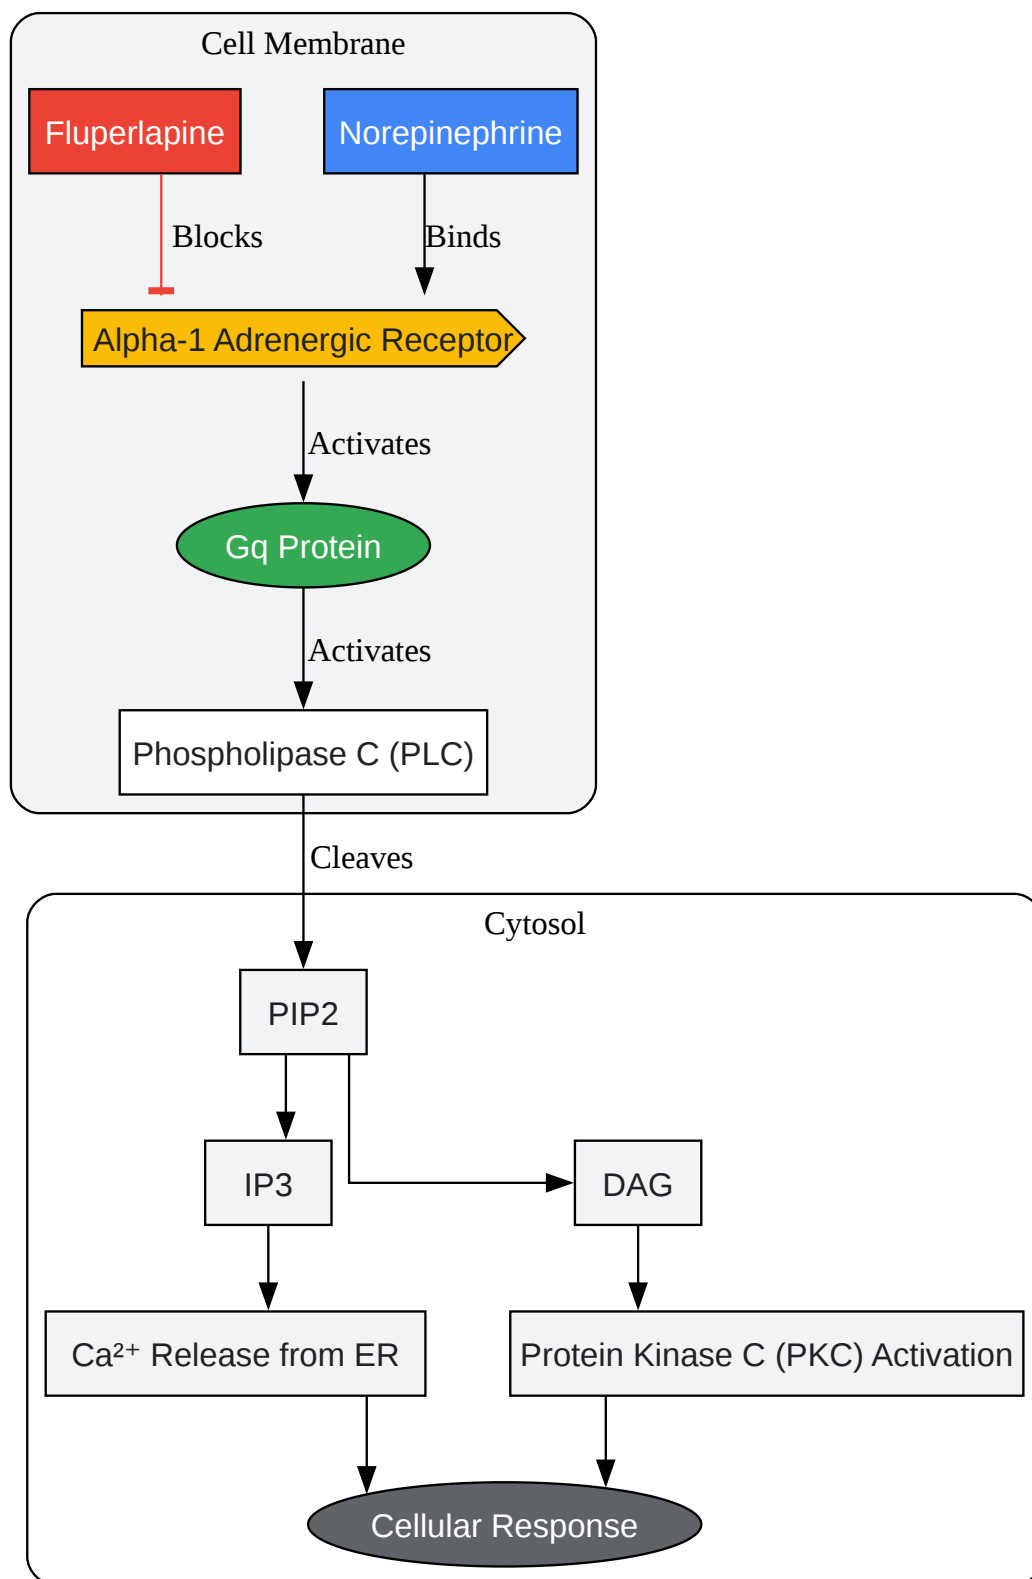 Cell Membrane
Fluperlapine
Norepinephrine
Blocks
Binds
Alpha-1 Adrenergic Receptor
Activates
Gq Protein
Activates
Phospholipase C (PLC)
Cleaves
Cytosol
PIP2
IP3
DAG
Ca²⁺ Release from ER
Protein Kinase C (PKC) Activation
Cellular Response